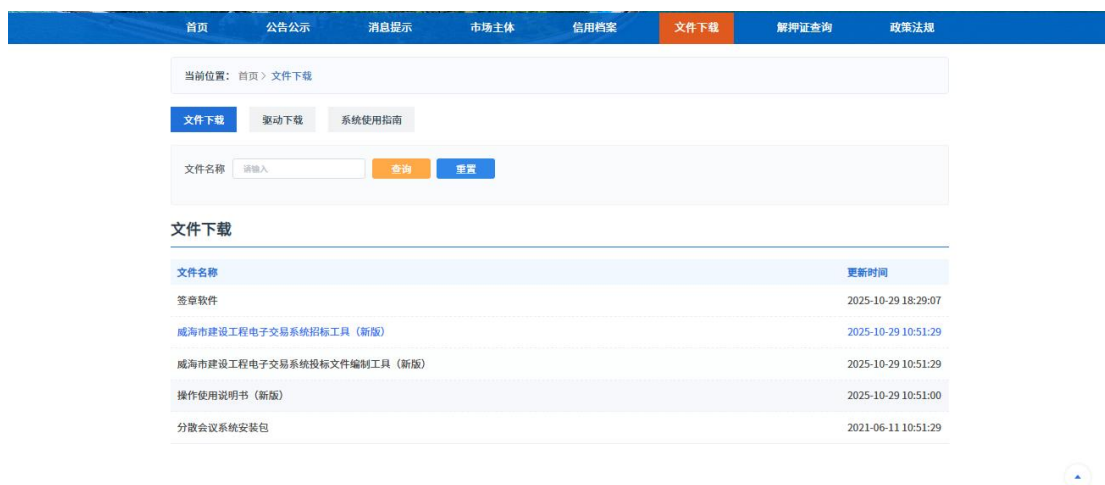 首页 公告公示 消息提示 市场主体 信用档案 文件下载 解押证查询 政策法规
当前位置： 首页 > 文件下载
文件下载 驱动下载 系统使用指南
文件名称 请输入 查询 重置
文件下载
文件名称 更新时间
签章软件 2025-10-29 18:29:07
威海市建设工程电子交易系统招标工具（新版） 2025-10-29 10:51:29
威海市建设工程电子交易系统投标文件编制工具（新版） 2025-10-29 10:51:29
操作使用说明书（新版） 2025-10-29 10:51:00
分散会议系统安装包 2021-06-11 10:51:29